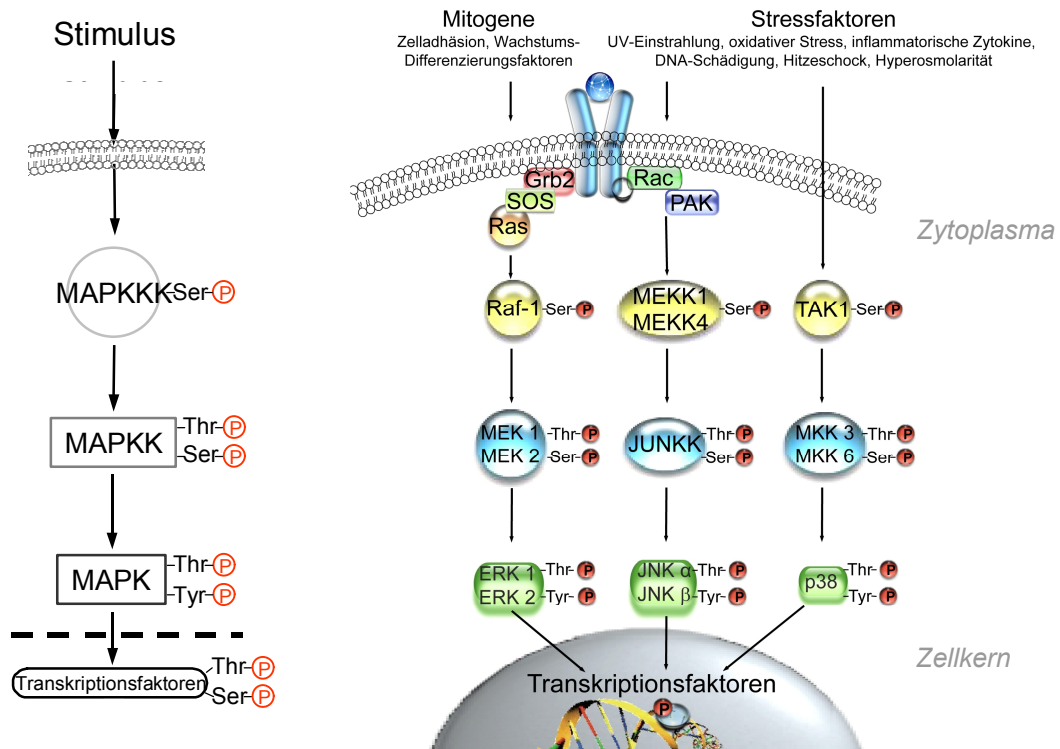 Stimulus
MAPKKK-Ser-P
MAPKK
-Thr-P
-Ser-P
MAPK
-Thr-P
-Tyr-P
Transkriptionsfaktoren
Thr-P
Ser-P
Mitogene
Zelladhäsion, Wachstums-
Differenzierungsfaktoren
Stressfaktoren
UV-Einstrahlung, oxidativer Stress, inflammatorische Zytokine,
DNA-Schädigung, Hitzeschock, Hyperosmolarität
Grb2
SOS
Ras
Rac
PAK
Zytoplasma
Raf-1-Ser-P
MEKK1
MEKK4
-Ser-P
TAK1-Ser-P
MEK 1-Thr-P
MEK 2-Ser-P
JUNKK
-Thr-P
-Ser-P
MKK 3-Thr-P
MKK 6-Ser-P
ERK 1-Thr-P
ERK 2-Tyr-P
JNK α-Thr-P
JNK β-Tyr-P
p38
-Thr-P
-Tyr-P
Zellkern
Transkriptionsfaktoren
P